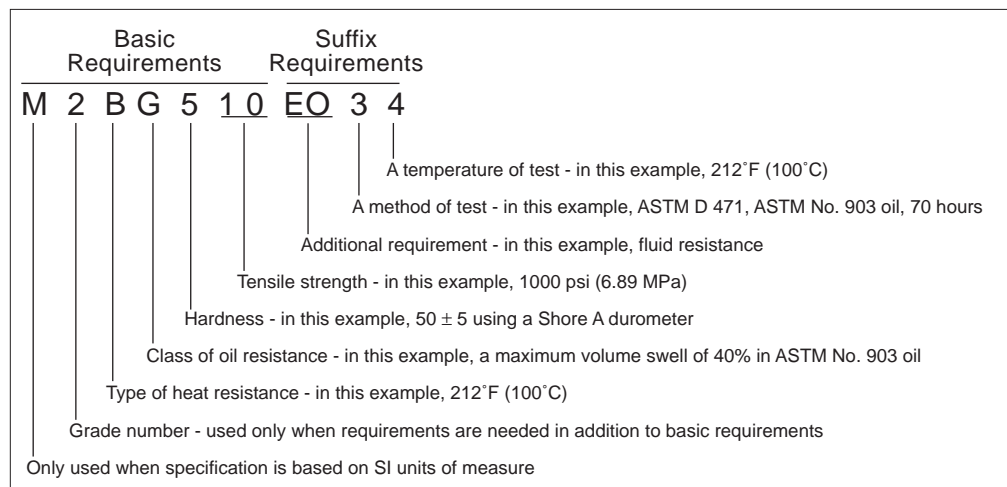 Basic
Requirements
Suffix
Requirements
M 2 B G 5 1 0 EO 3 4
A temperature of test - in this example, 212˚F (100˚C)
A method of test - in this example, ASTM D 471, ASTM No. 903 oil, 70 hours
Additional requirement - in this example, fluid resistance
Tensile strength - in this example, 1000 psi (6.89 MPa)
Hardness - in this example, 50 ± 5 using a Shore A durometer
Class of oil resistance - in this example, a maximum volume swell of 40% in ASTM No. 903 oil
Type of heat resistance - in this example, 212˚F (100˚C)
Grade number - used only when requirements are needed in addition to basic requirements
Only used when specification is based on SI units of measure